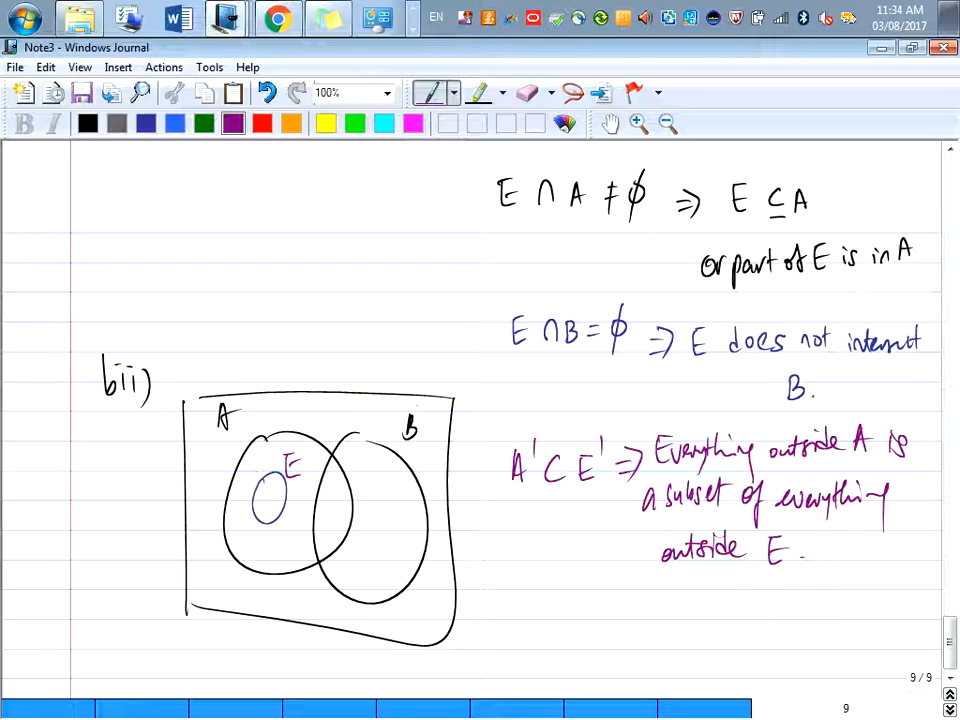 EN
11:34 AM
03/08/2017
Note3 - Windows Journal
File Edit View Insert Actions Tools Help
100%
B I
E ∩ A ≠ ϕ ⇒ E ⊆ A
or part of E is in A
E ∩ B = ϕ ⇒ E does not intersect
B.
bii)
A B
E
A' ⊂ E' ⇒ Everything outside A is
a subset of everything
outside E.
9 / 9
9